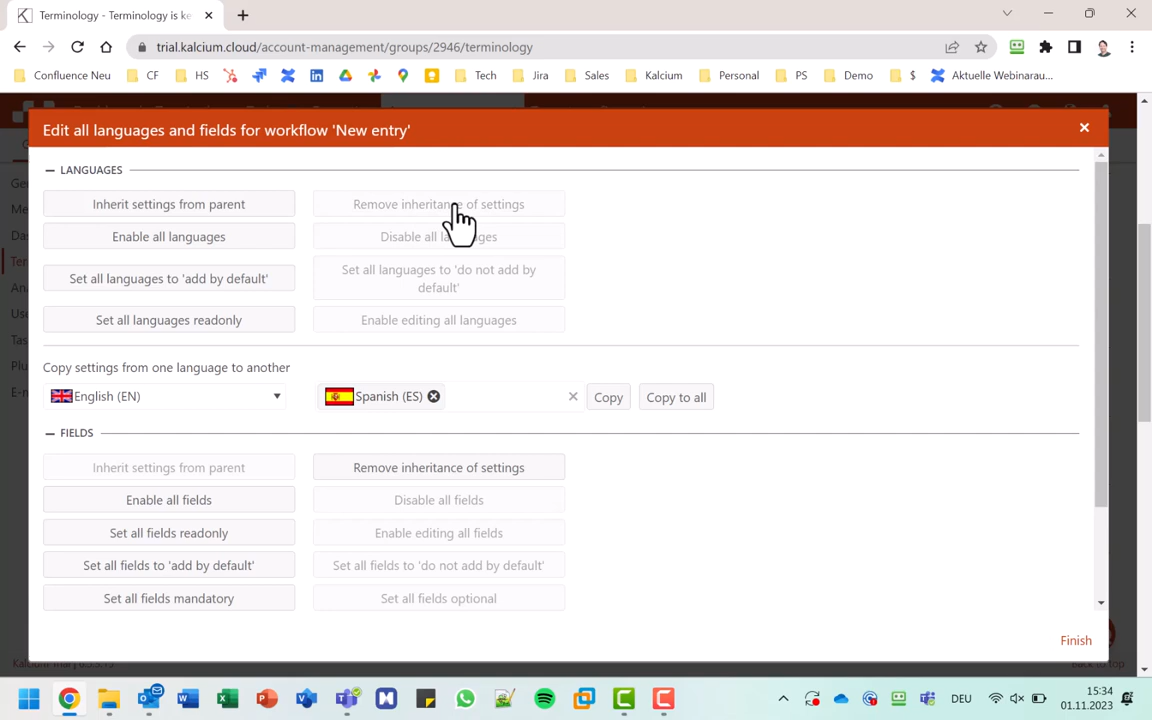 Terminology - Terminology is ke
trial.kalcium.cloud/account-management/groups/2946/terminology
Confluence Neu CF HS Tech Jira Sales Kalcium Personal PS Demo $ Aktuelle Webinarau...
Edit all languages and fields for workflow 'New entry'
LANGUAGES
Inherit settings from parent Remove inheritance of settings
Enable all languages Disable all languages
Set all languages to 'add by default' Set all languages to 'do not add by
default'
Set all languages readonly Enable editing all languages
Copy settings from one language to another
English (EN) Spanish (ES) Copy Copy to all
FIELDS
Inherit settings from parent Remove inheritance of settings
Enable all fields Disable all fields
Set all fields readonly Enable editing all fields
Set all fields to 'add by default' Set all fields to 'do not add by default'
Set all fields mandatory Set all fields optional
Finish
Back to top
DEU 15:34
01.11.2023